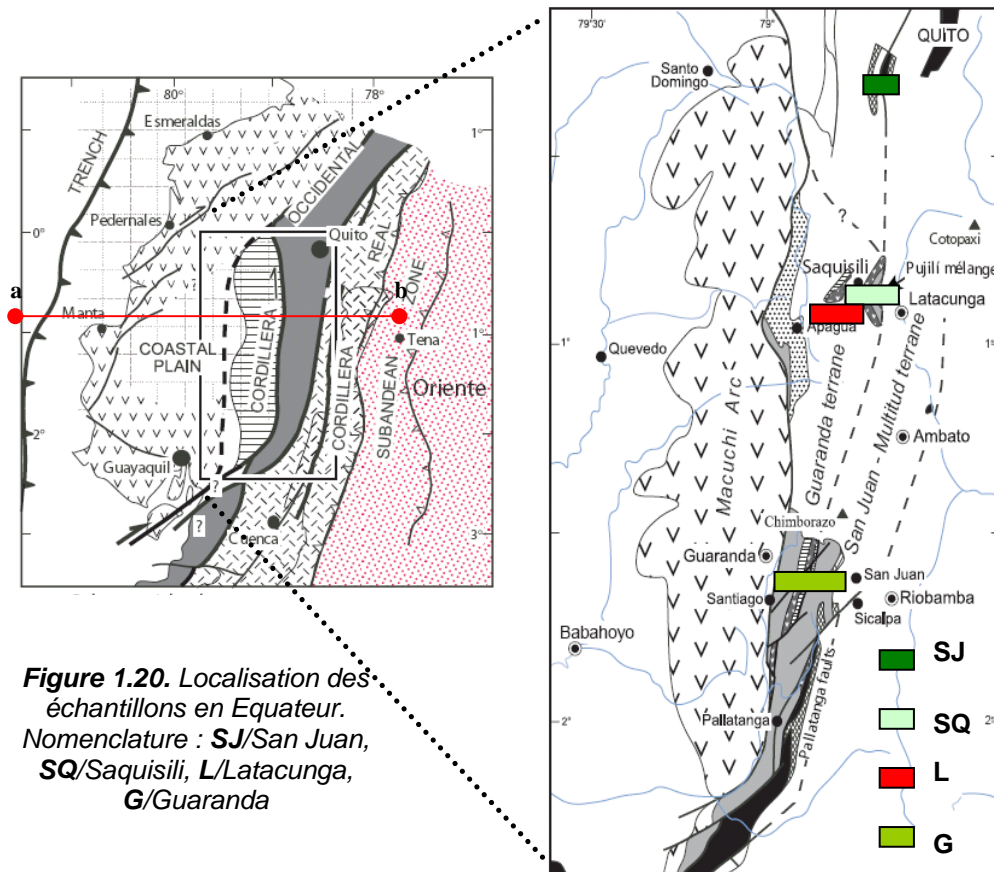 80°
78°
1°
0°
1°
2°
3°
TRENCH
Esmeraldas
Pedernales
OCCIDENTAL
Quito
REAL
a
b
Manta
ZONE
Tena
COASTAL
PLAIN
CORDILLERA
CORDILLERA
SUBANDEAN
Oriente
Guayaquil
?
?
Cuenca
Figure 1.20. Localisation des
échantillons en Equateur.
Nomenclature : SJ/San Juan,
SQ/Saquisili, L/Latacunga,
G/Guaranda
79°30'
79°
QUITO
Santo
Domingo
?
Cotopaxi
Saquisili
Pujilí mélange
Latacunga
Apagua
1°
Quevedo
Macuchi Arc
Guaranda terrane
San Juan - Multitud terrane
Ambato
Chimborazo
Guaranda
San Juan
Santiago
Riobamba
Sicalpa
Babahoyo
Pallatanga
Pallatanga faults
2°
SJ
SQ
L
G